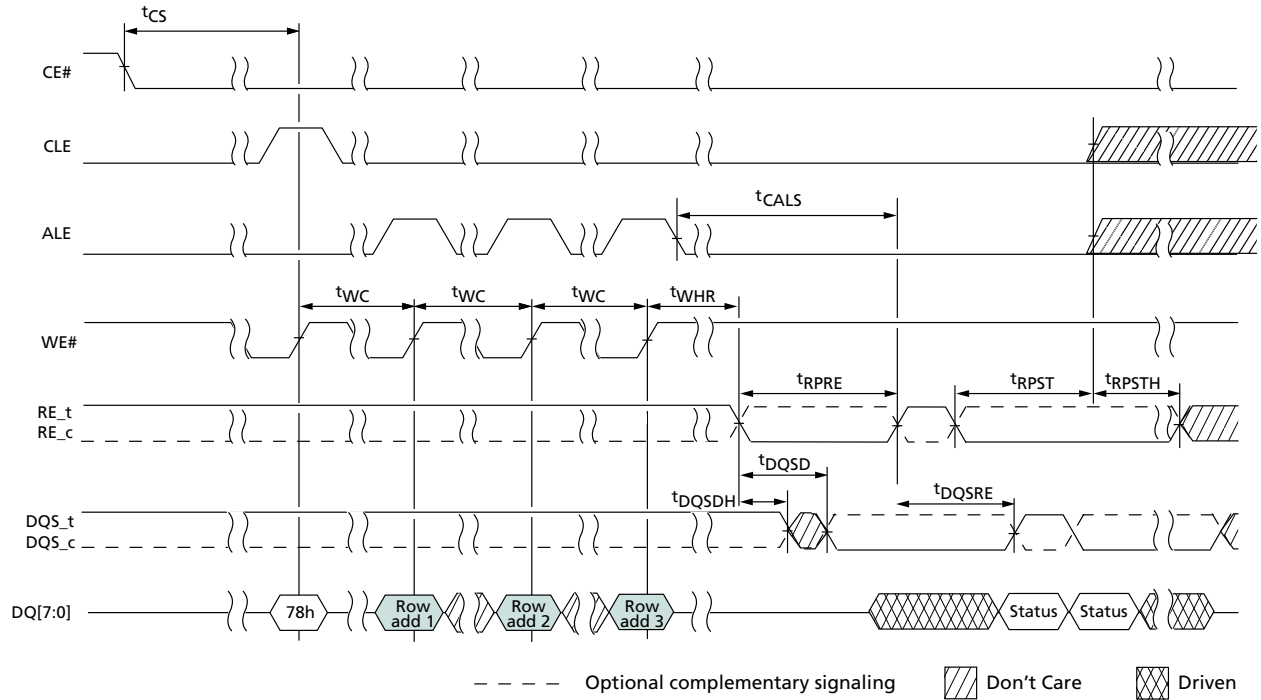 tCS
CE#
CLE
tCALS
ALE
tWC tWC tWC tWHR
WE#
tRPRE tRPST tRPSTH
RE_t
RE_c
tDQSD
tDQSDH tDQSRE
DQS_t
DQS_c
DQ[7:0] 78h Row add 1 Row add 2 Row add 3 Status Status
Optional complementary signaling Don't Care Driven